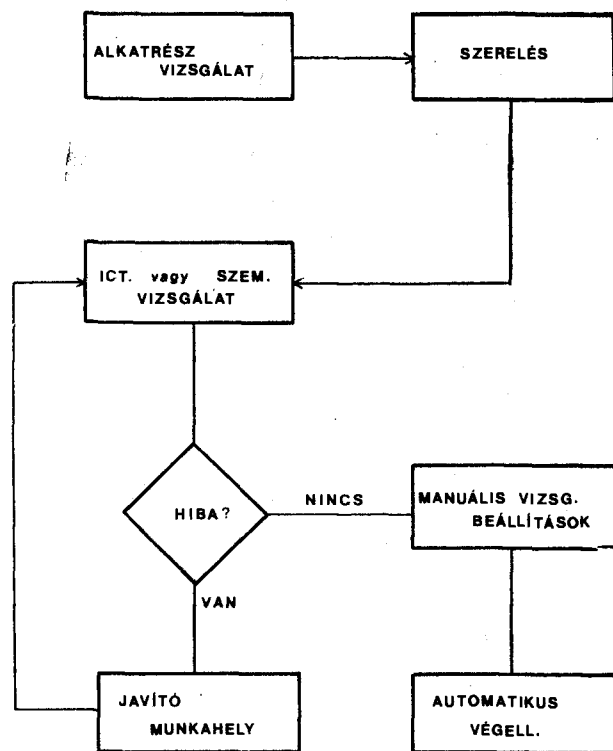 ALKATRÉSZ
VIZSGÁLAT
SZERELÉS
ICT. vagy SZEM.
VIZSGÁLAT
HIBA?
NINCS
MANUÁLIS VIZSG.
BEÁLLÍTÁSOK
VAN
JAVÍTÓ
MUNKAHELY
AUTOMATIKUS
VÉGELL.